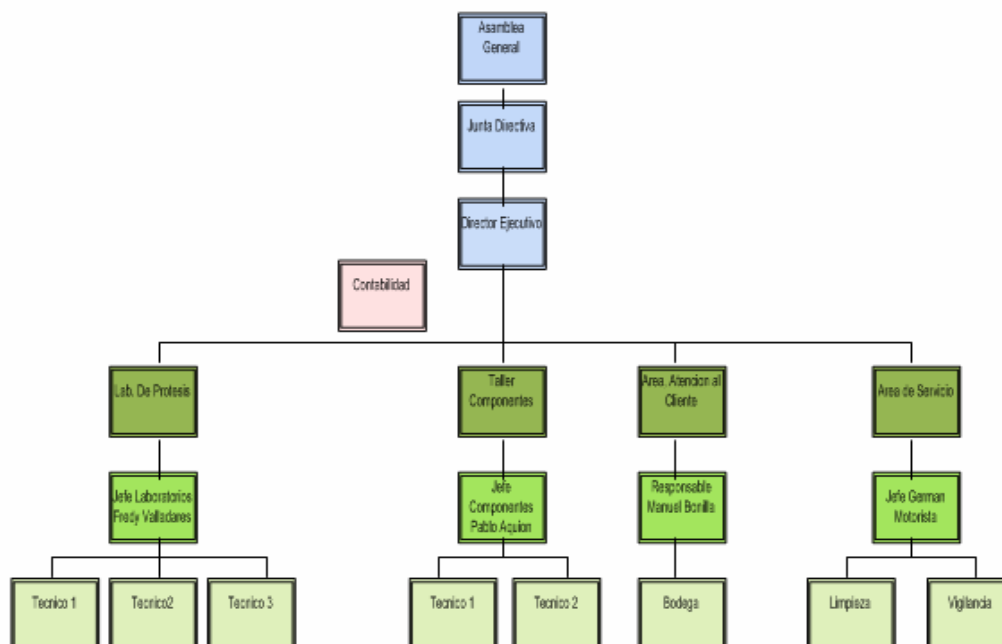 Asamblea
General
Junta Directiva
Director Ejecutivo
Contabilidad
Lab. De Protesis
Taller
Componentes
Area. Atencion al
Cliente
Area de Servicio
Jefe Laboratorios
Fredy Valladares
Jefe
Componentes
Pablo Aquion
Responsable
Manuel Bonilla
Jefe German
Motorista
Tecnico 1
Tecnico2
Tecnico 3
Tecnico 1
Tecnico 2
Bodega
Limpieza
Vigilancia